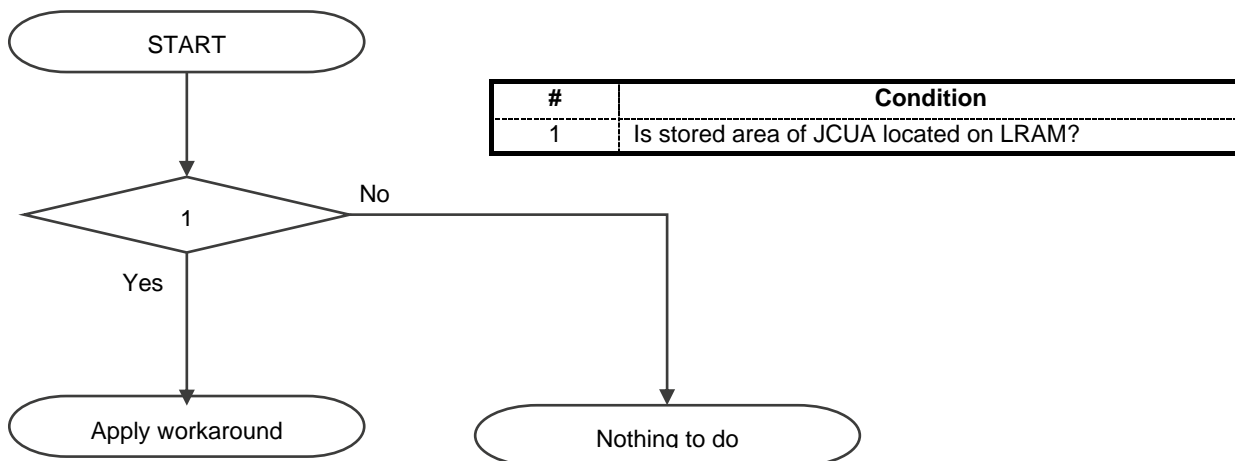 START
# Condition
1 Is stored area of JCUA located on LRAM?
No
1
Yes
Apply workaround
Nothing to do